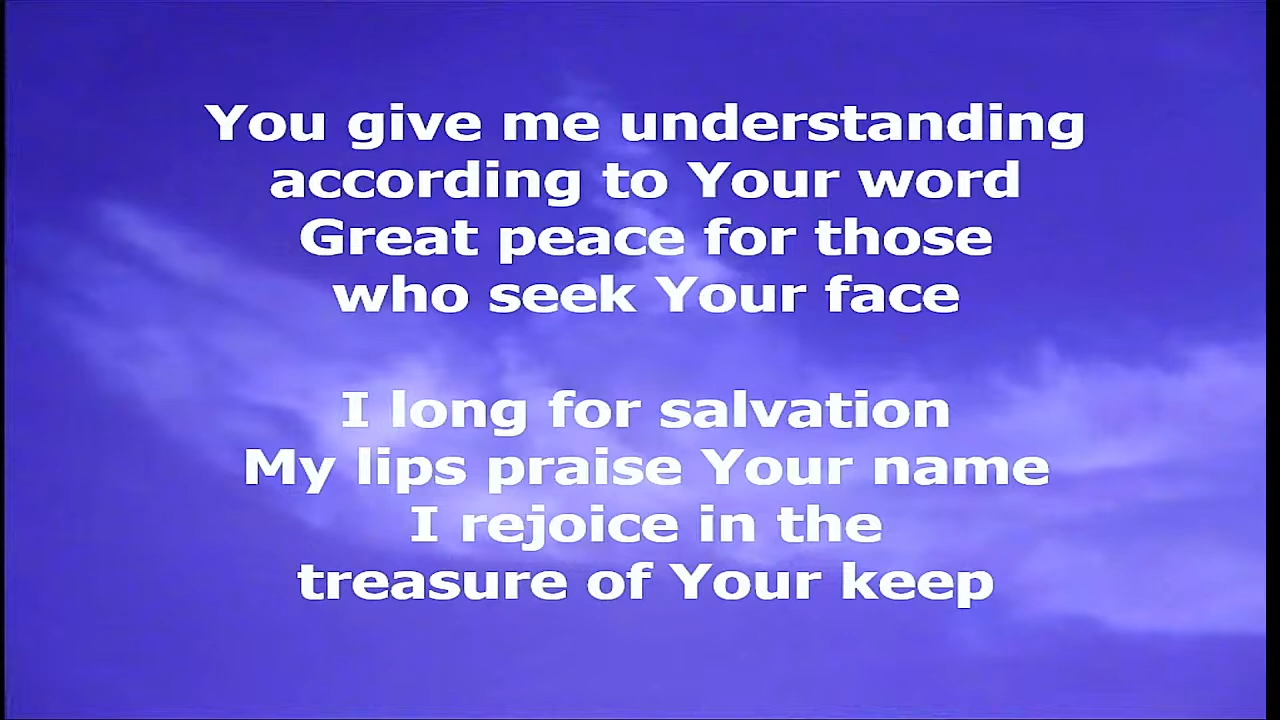 You give me understanding
according to Your word
Great peace for those
who seek Your face
I long for salvation
My lips praise Your name
I rejoice in the
treasure of Your keep